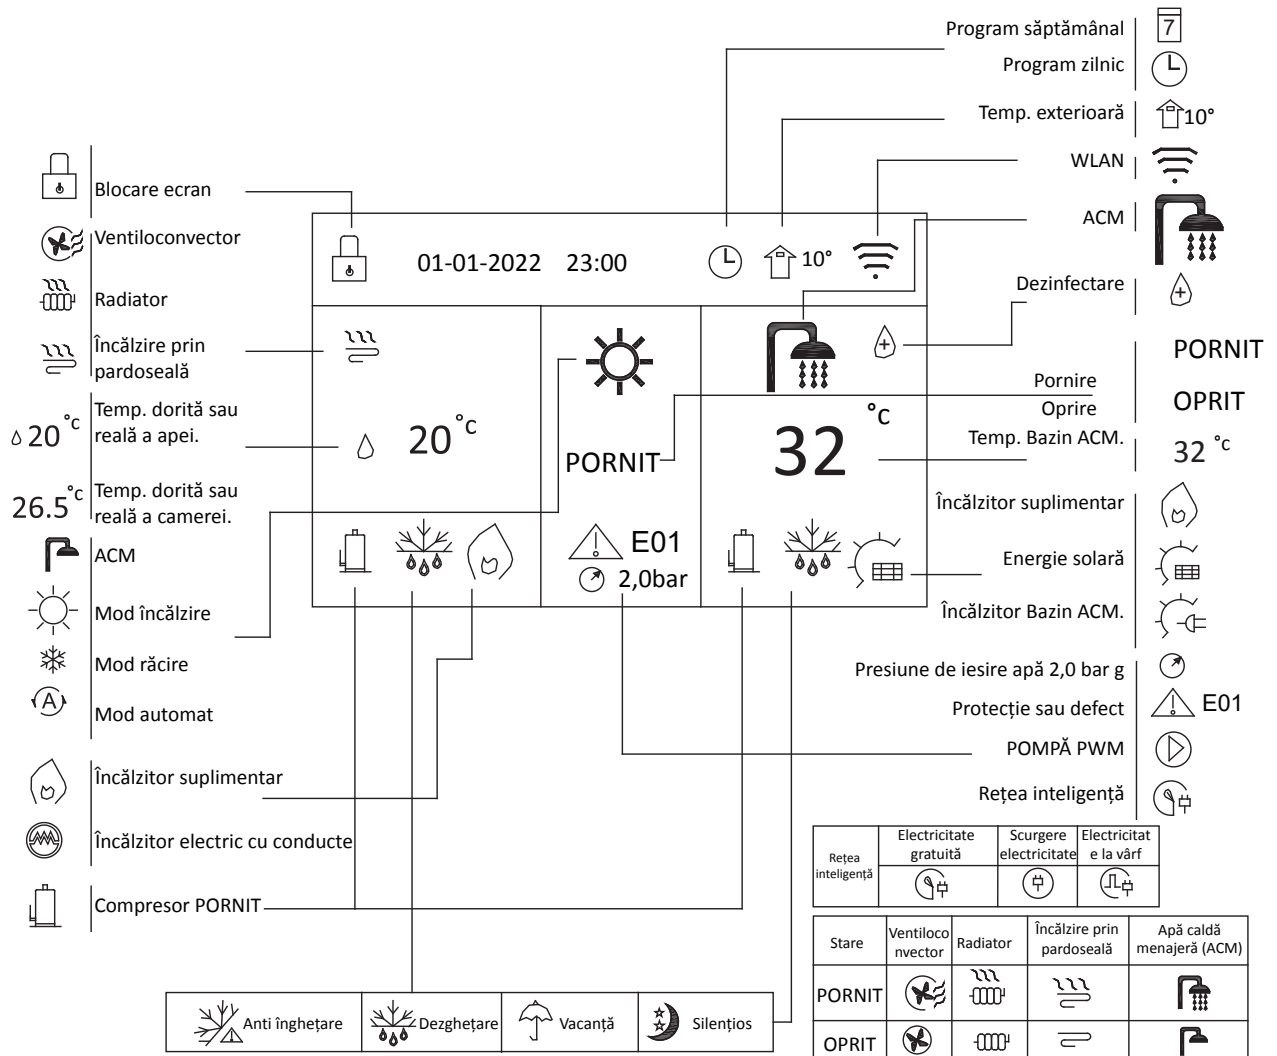 Program săptămânal
7
Program zilnic
Temp. exterioară
10°
WLAN
ACM
Dezinfectare
PORNIT
Pornire
Oprire
OPRIT
Temp. Bazin ACM.
32 °c
Încălzitor suplimentar
Energie solară
Încălzitor Bazin ACM.
Presiune de iesire apă 2,0 bar g
Protecție sau defect
E01
POMPĂ PWM
Rețea inteligență
Blocare ecran
Ventiloconvector
Radiator
Încălzire prin
pardoseală
20 °c
Temp. dorită sau
reală a apei.
26.5 °c
Temp. dorită sau
reală a camerei.
ACM
Mod încălzire
Mod răcire
A
Mod automat
Încălzitor suplimentar
Încălzitor electric cu conducte
Compresor PORNIT
01-01-2022 23:00
10°
20 °c
PORNIT
32 °c
E01
2,0bar
Anti înghețare
Dezghețare
Vacanță
Silențios
Rețea
inteligență
Electricitate
gratuită
Scurgere
electricitate
Electricitat
e la vârf
Stare
Ventiloco
nvector
Radiator
Încălzire prin
pardoseală
Apă caldă
menajeră (ACM)
PORNIT
OPRIT